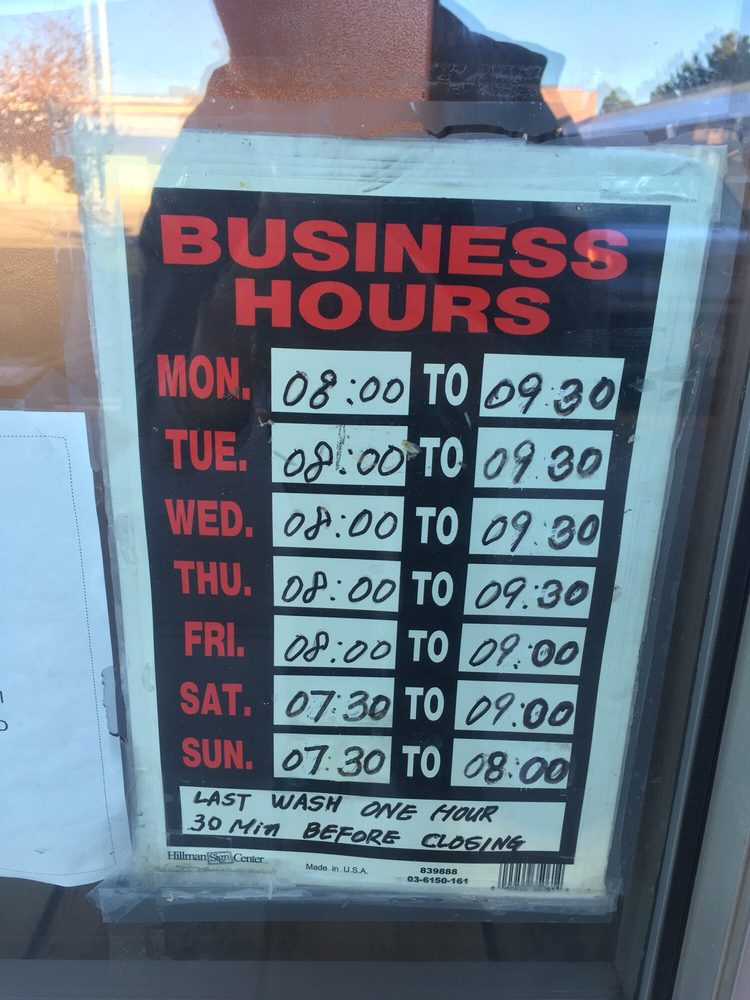 BUSINESS
HOURS
MON. 08:00 TO 09:30
TUE. 08:00 TO 09:30
WED. 08:00 TO 09:30
THU. 08:00 TO 09:30
FRI. 08:00 TO 09:00
SAT. 07:30 TO 09:00
SUN. 07:30 TO 08:00
LAST WASH ONE HOUR
30 Min BEFORE CLOSING
Hillman Sign Center Made in U.S.A. 839888
03-6150-161